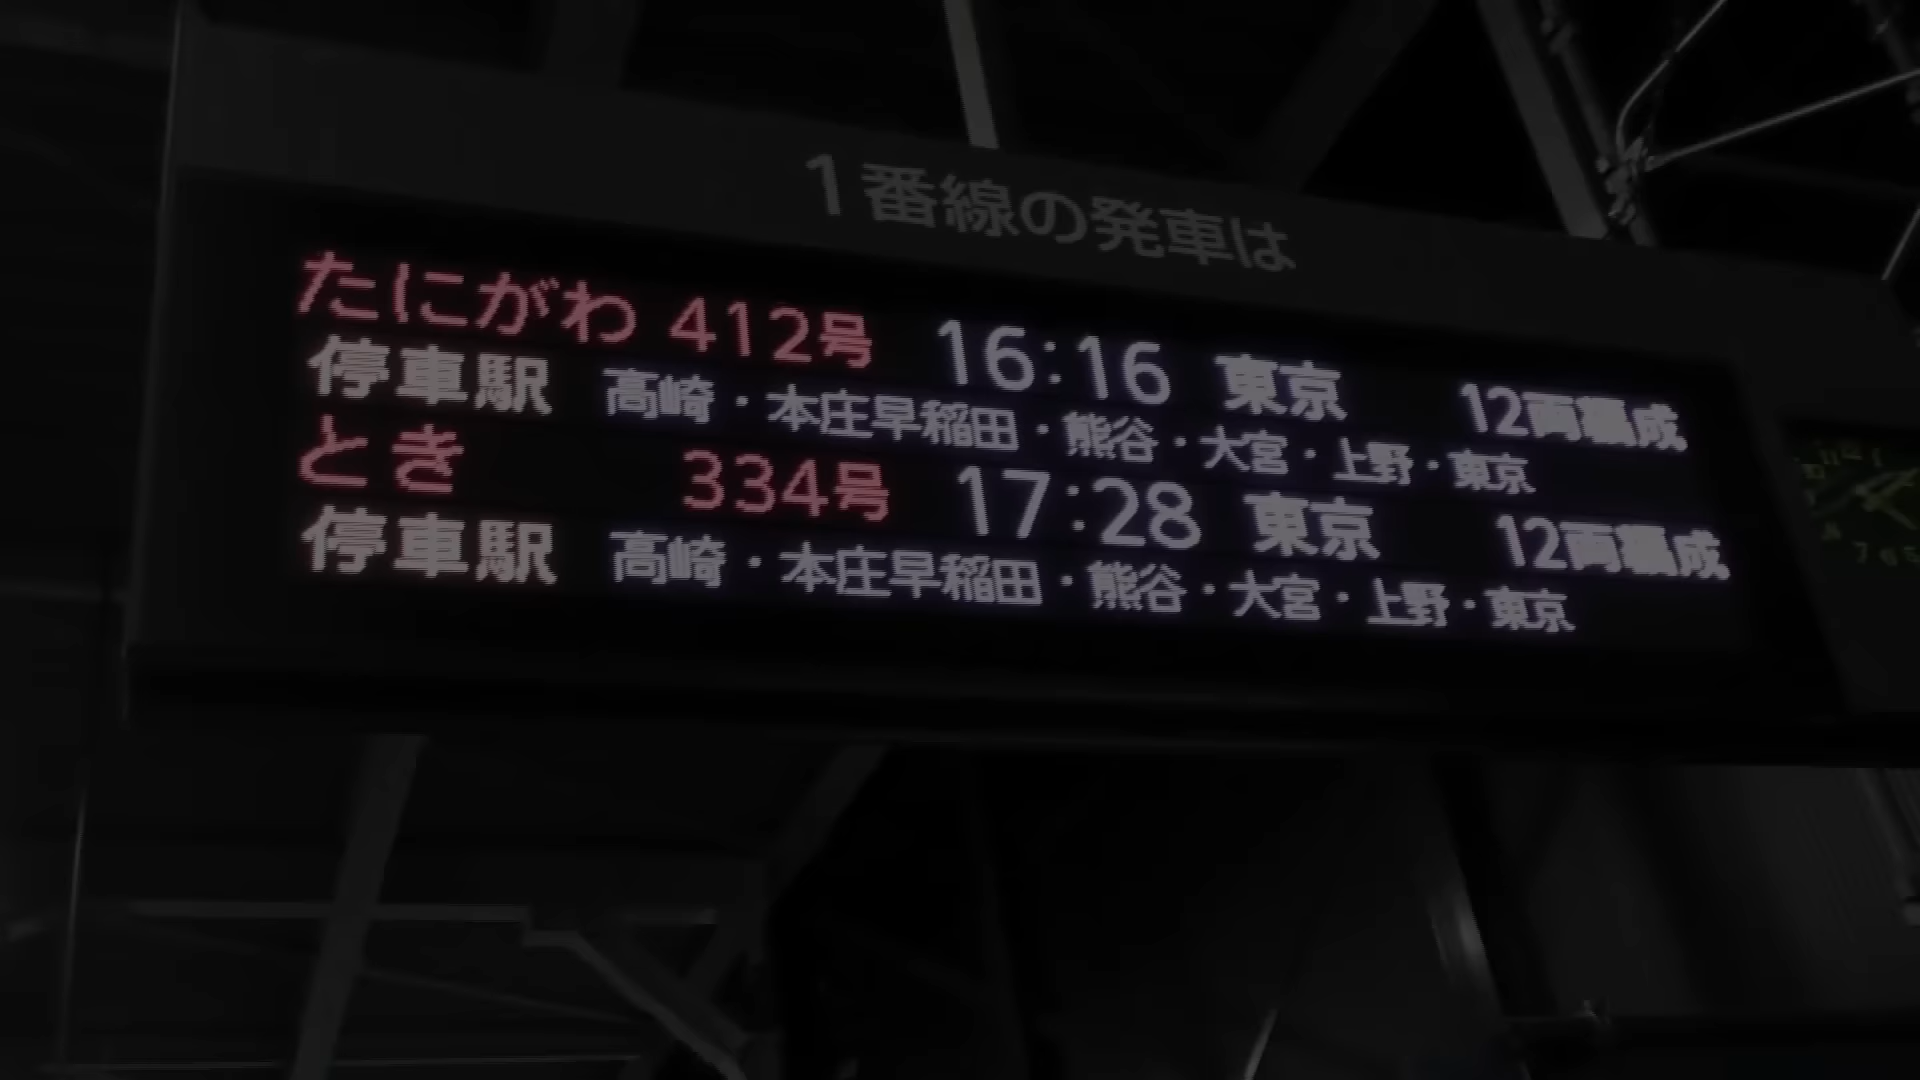 1番線の発車は
たにがわ 412号 16:16 東京 12両編成
停車駅 高崎・本庄早稲田・熊谷・大宮・上野・東京
とき 334号 17:28 東京 12両編成
停車駅 高崎・本庄早稲田・熊谷・大宮・上野・東京